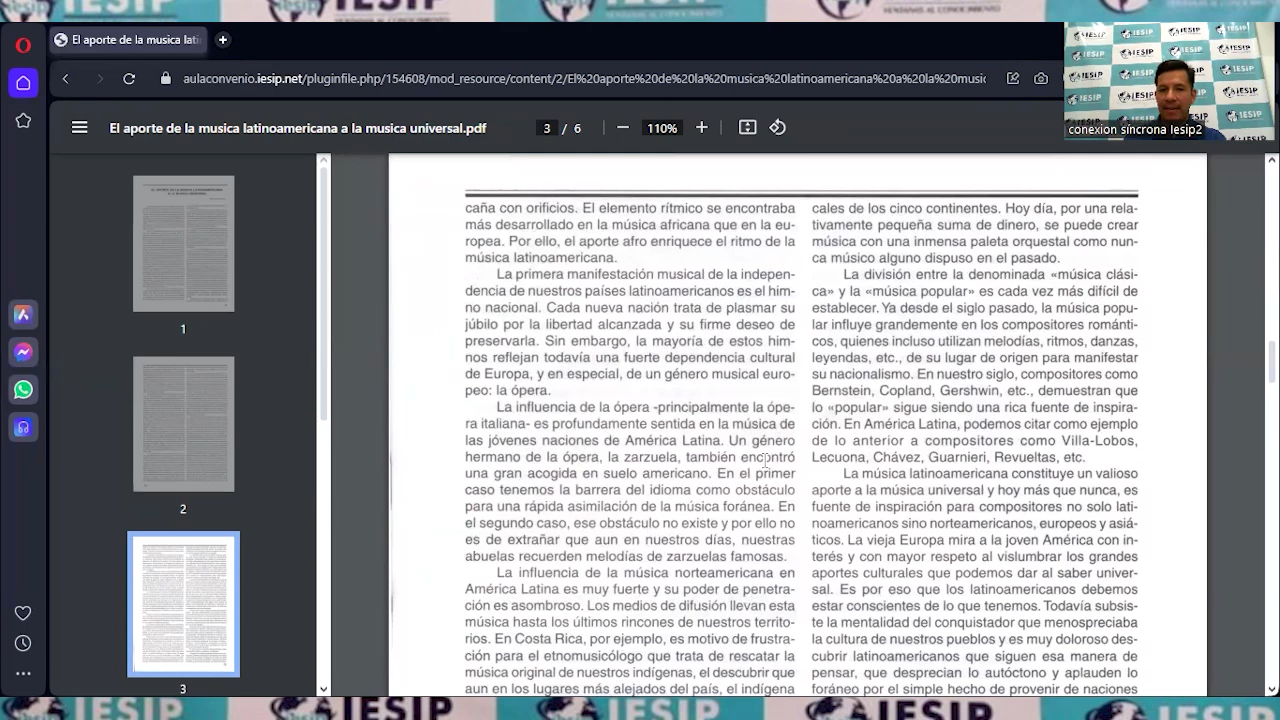 El aporte de la musica lati
aulaconvenio.iesip.net/pluginfile.php/15480
El aporte de la música latinoamericana a la
7 / 8
110%
IESIP
conexion síncrona Iesip2
1
2
3
caña con orificios. El elemento rítmico se encontraba
más desarrollado en la música africana que en la eu-
ropea. Por ello, el aporte afro enriquece el ritmo de la
música latinoamericana.
La primera manifestación musical de la indepen-
dencia de nuestros países latinoamericanos es el him-
no nacional. Cada nueva nación trata de plasmar su
júbilo por la libertad alcanzada y su firme deseo de
preservarla. Sin embargo, la mayoría de estos him-
nos reflejan todavía una fuerte dependencia cultural
de Europa, y en especial, de un género musical euro-
peo: la ópera.
La influencia de la ópera -principalmente la ópe-
ra italiana- es profundamente sentida en la música de
las jóvenes naciones de América Latina. Un género
hermano de la ópera, la zarzuela, también encontró
una gran acogida en suelo americano. En el primer
caso tenemos la barrera del idioma como obstáculo
para una rápida asimilación de la música foránea. En
el segundo caso, ese obstáculo no existe y por ello no
es de extrañar que aun en nuestros días, nuestras
abuelas recuerden melodías de zarzuelas famosas.
La influencia de la música norteamericana en
América Latina es muy fuerte y su poder de penetra-
ción es asombroso. Los medios de difusión llevan esta
música hasta los últimos rincones de nuestros territo-
rios. En Costa Rica, por ejemplo, es motivo de frustra-
ción para el etnomusicólogo que trata de rescatar la
música original de nuestros indígenas, el descubrir que
aun en los lugares más alejados del país, el indígena
cales de los cinco continentes. Hoy día, por una rela-
tivamente pequeña suma de dinero, se puede crear
música con una inmensa paleta orquestal como nun-
ca músico alguno dispuso en el pasado.
La división entre la denominada «música clási-
ca» y la «música popular» es cada vez más difícil de
establecer. Ya desde el siglo pasado, la música popu-
lar influye grandemente en los compositores románti-
cos, quienes incluso utilizan melodías, ritmos, danzas,
leyendas, etc., de su lugar de origen para manifestar
su nacionalismo. En nuestro siglo, compositores como
Bernstein, Copland, Gershwin, etc., demuestran que
lo «popular» sigue siendo una rica fuente de inspira-
ción. En América Latina, podemos citar como ejemplo
de lo anterior a compositores como Villa-Lobos,
Lecuona, Chávez, Guarnieri, Revueltas, etc.
La música latinoamericana constituye un valioso
aporte a la música universal y hoy más que nunca, es
fuente de inspiración para compositores no solo lati-
noamericanos sino norteamericanos, europeos y asiá-
ticos. La vieja Europa mira a la joven América con in-
terés y con mayor respeto al vislumbrar los grandes
aportes culturales que podemos dar al saber univer-
sal. Es por eso que los latinoamericanos debemos
estar conscientes de lo que tenemos. Todavía subsis-
te la mentalidad del conquistador que menospreciaba
la cultura de nuestros pueblos y es muy doloroso des-
cubrir latinoamericanos que siguen esa manera de
pensar, que desprecian lo autóctono y aplauden lo
foráneo por el simple hecho de provenir de naciones